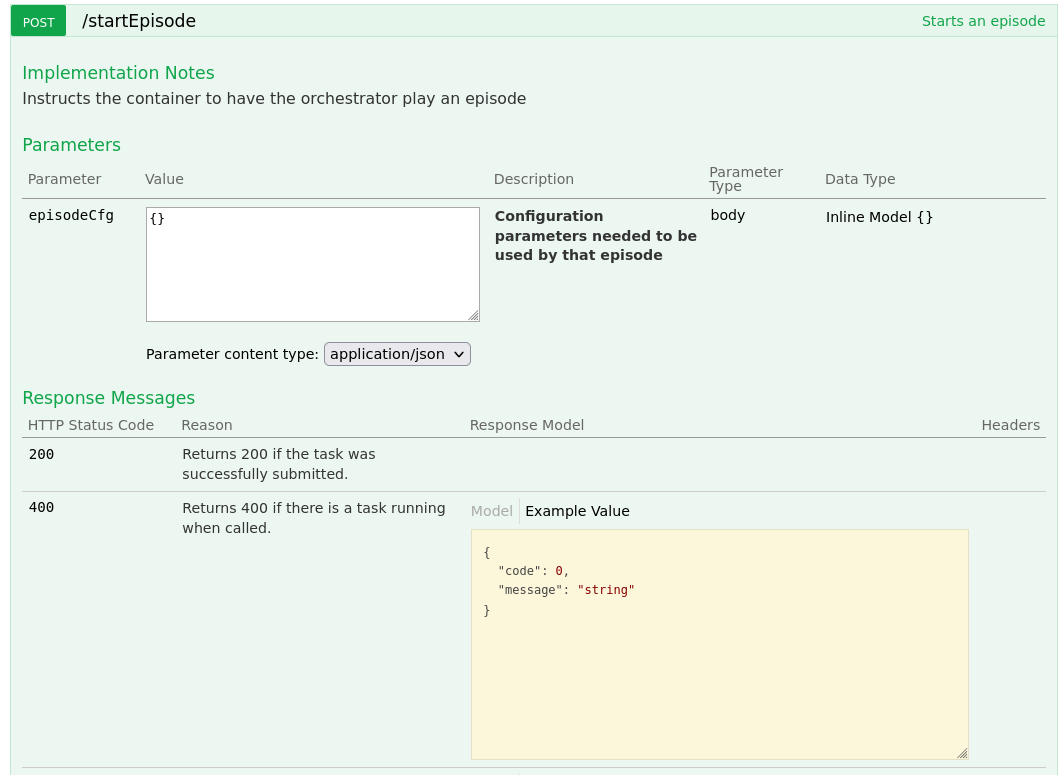 POST /startEpisode Starts an episode
Implementation Notes
Instructs the container to have the orchestrator play an episode
Parameters
Parameter Value Description Parameter Type Data Type
episodeCfg {} Configuration parameters needed to be used by that episode body Inline Model {}
Parameter content type: application/json
Response Messages
HTTP Status Code Reason Response Model Headers
200 Returns 200 if the task was
successfully submitted.
400 Returns 400 if there is a task running
when called.
Model Example Value
{
"code": 0,
"message": "string"
}